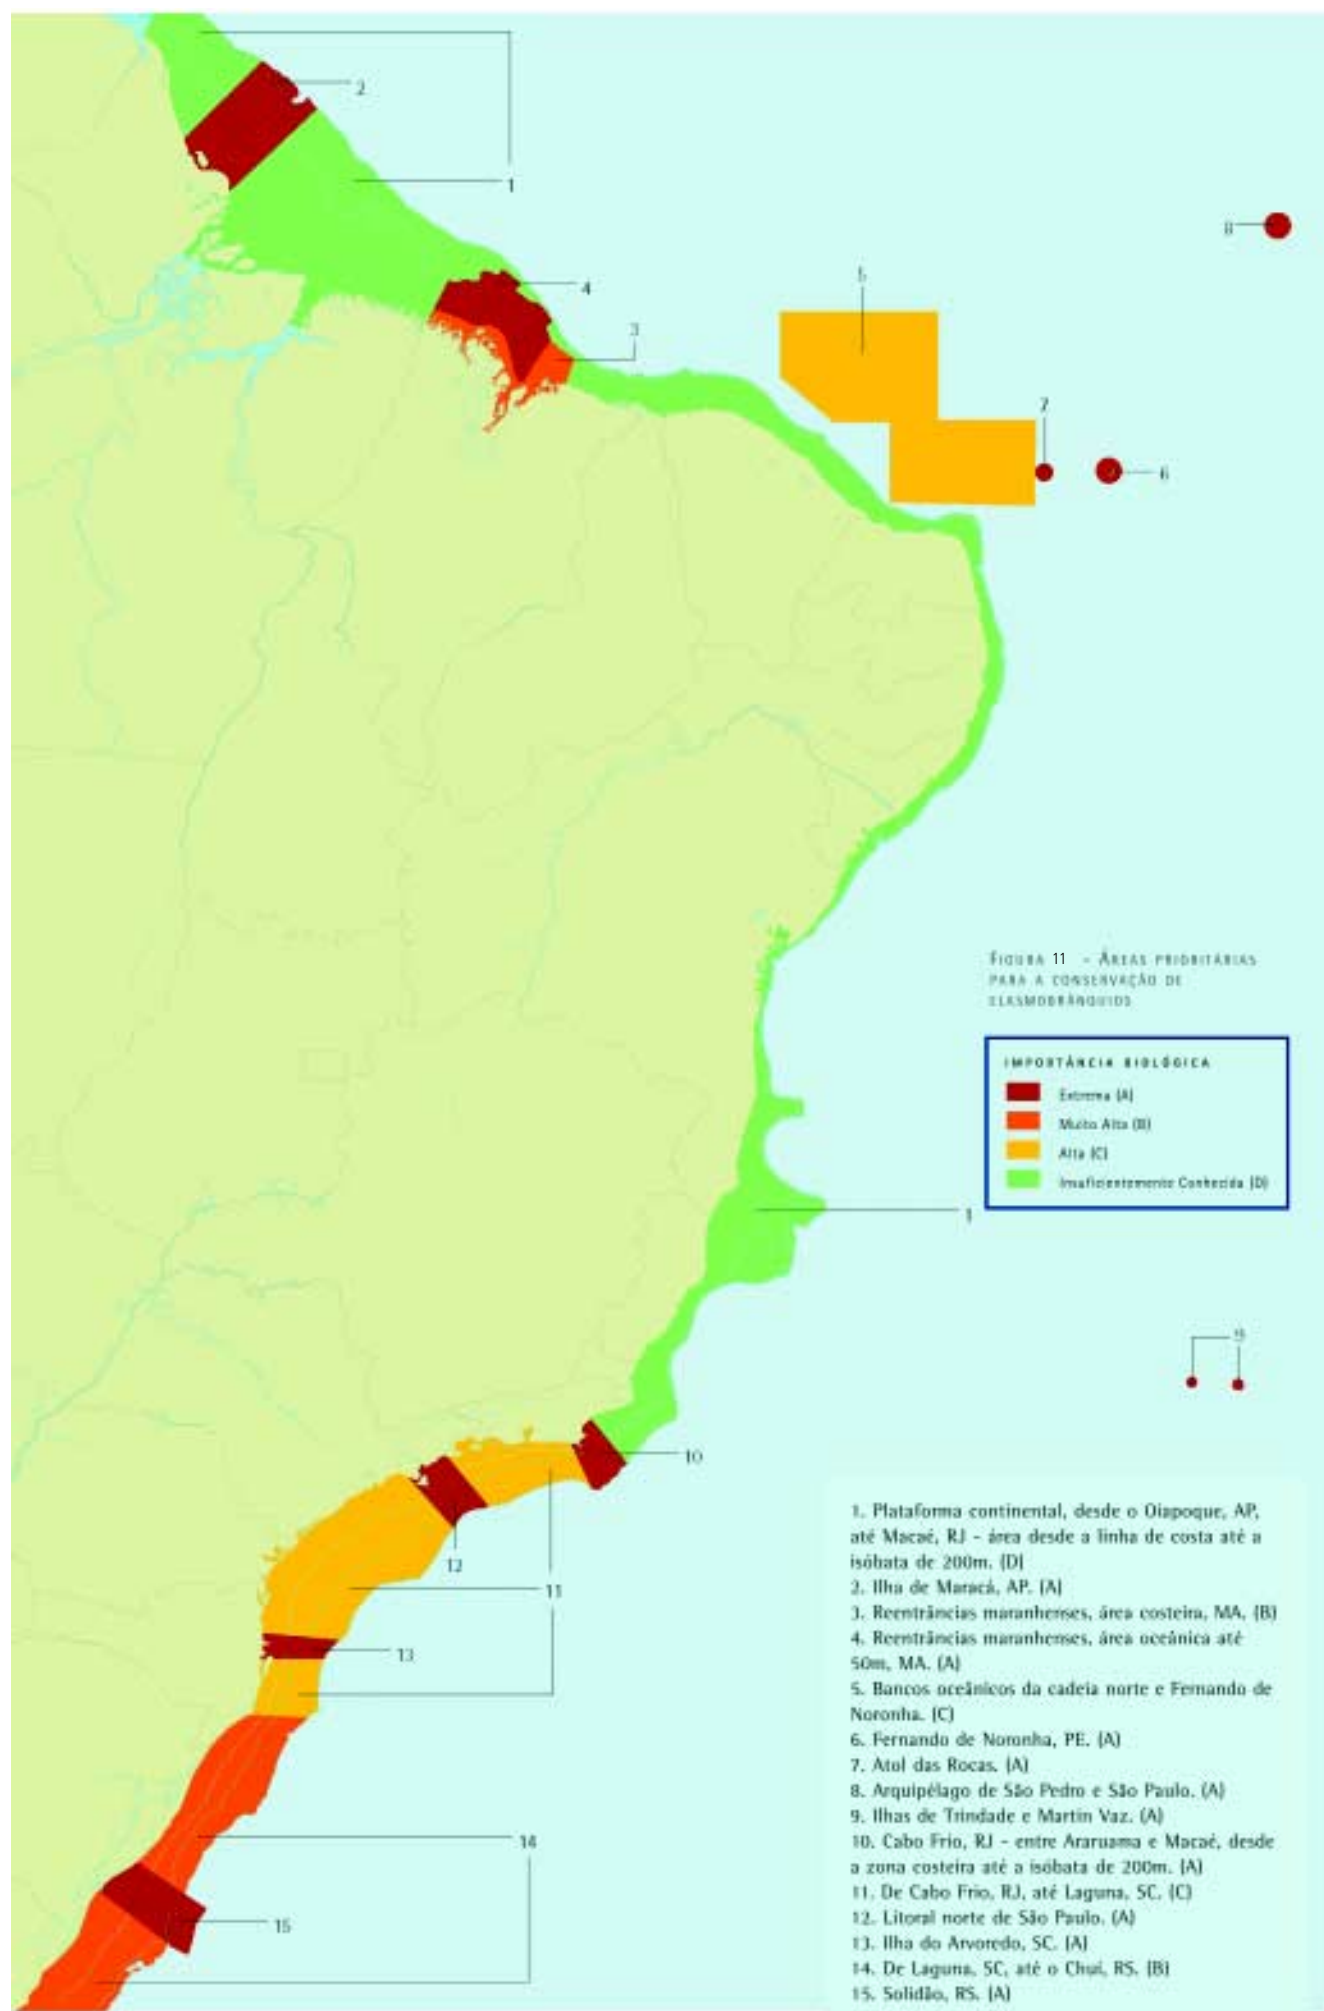 2
1
8
5
4
3
7
6
FIGURA 11 - ÁREAS PRIORITÁRIAS
PARA A CONSERVAÇÃO DE
ELASMOBRÂNQUIOS
IMPORTÂNCIA BIOLÓGICA
Extrema (A)
Muito Alta (B)
Alta (C)
Insuficientemente Conhecida (D)
1
9
10
12
11
13
14
15
1. Plataforma continental, desde o Oiapoque, AP,
até Macaé, RJ - área desde a linha de costa até a
isóbata de 200m. (D)
2. Ilha de Maracá, AP. (A)
3. Reentrâncias maranhenses, área costeira, MA. (B)
4. Reentrâncias maranhenses, área oceânica até
50m, MA. (A)
5. Bancos oceânicos da cadeia norte e Fernando de
Noronha. (C)
6. Fernando de Noronha, PE. (A)
7. Atol das Rocas. (A)
8. Arquipélago de São Pedro e São Paulo. (A)
9. Ilhas de Trindade e Martin Vaz. (A)
10. Cabo Frio, RJ - entre Araruama e Macaé, desde
a zona costeira até a isóbata de 200m. (A)
11. De Cabo Frio, RJ, até Laguna, SC. (C)
12. Litoral norte de São Paulo. (A)
13. Ilha do Arvoredo, SC. (A)
14. De Laguna, SC, até o Chuí, RS. (B)
15. Solidão, RS. (A)